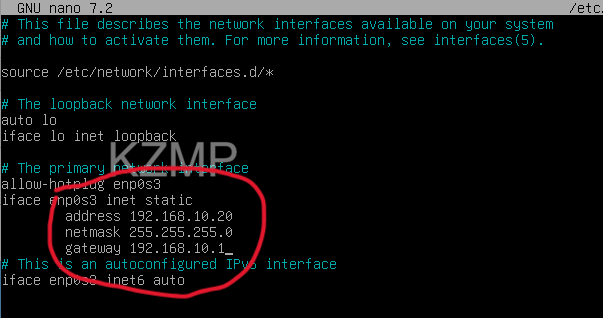 GNU nano 7.2 /etc
# This file describes the network interfaces available on your system
# and how to activate them. For more information, see interfaces(5).
source /etc/network/interfaces.d/*
# The loopback network interface
auto lo
iface lo inet loopback
KZMP
# The primary network interface
allow-hotplug enp0s3
iface enp0s3 inet static
address 192.168.10.20
netmask 255.255.255.0
gateway 192.168.10.1_
# This is an autoconfigured IPv6 interface
iface enp0s3 inet6 auto